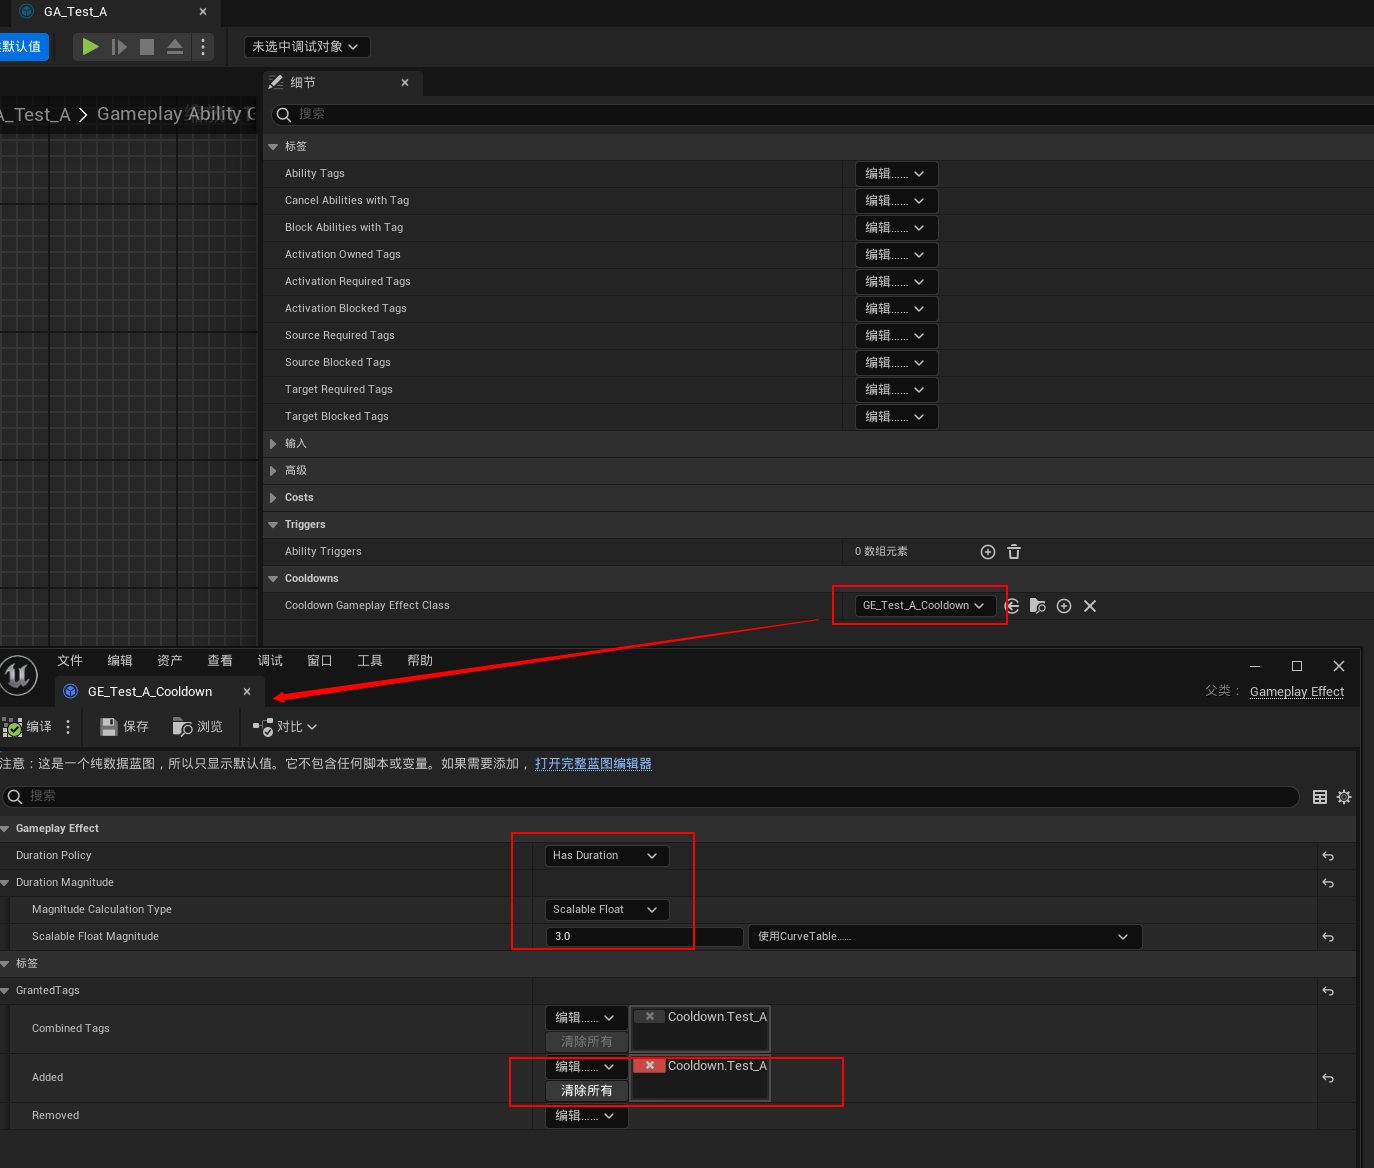 GA_Test_A
默认值
未选中调试对象
细节
A_Test_A > Gameplay Ability G
搜索
标签
Ability Tags 编辑......
Cancel Abilities with Tag 编辑......
Block Abilities with Tag 编辑......
Activation Owned Tags 编辑......
Activation Required Tags 编辑......
Activation Blocked Tags 编辑......
Source Required Tags 编辑......
Source Blocked Tags 编辑......
Target Required Tags 编辑......
Target Blocked Tags 编辑......
输入
高级
Costs
Triggers
Ability Triggers 0 数组元素
Cooldowns
Cooldown Gameplay Effect Class GE_Test_A_Cooldown
文件 编辑 资产 查看 调试 窗口 工具 帮助
GE_Test_A_Cooldown
父类： Gameplay Effect
编译 保存 浏览 对比
注意：这是一个纯数据蓝图，所以只显示默认值。它不包含任何脚本或变量。如果需要添加， 打开完整蓝图编辑器
搜索
Gameplay Effect
Duration Policy Has Duration
Duration Magnitude
Magnitude Calculation Type Scalable Float
Scalable Float Magnitude 3.0 使用CurveTable......
标签
GrantedTags
Combined Tags 编辑...... Cooldown.Test_A
清除所有
Added 编辑...... Cooldown.Test_A
清除所有
Removed 编辑......